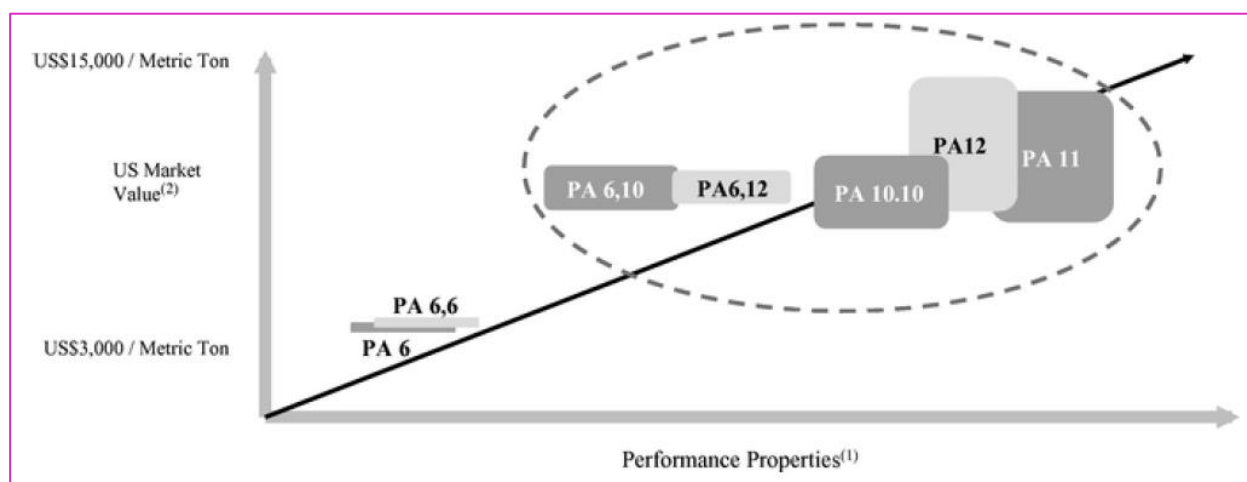 US$15,000 / Metric Ton
US Market
Value(2)
PA12
PA 11
PA 6,10
PA6,12
PA 10.10
PA 6,6
PA 6
US$3,000 / Metric Ton
Performance Properties(1)